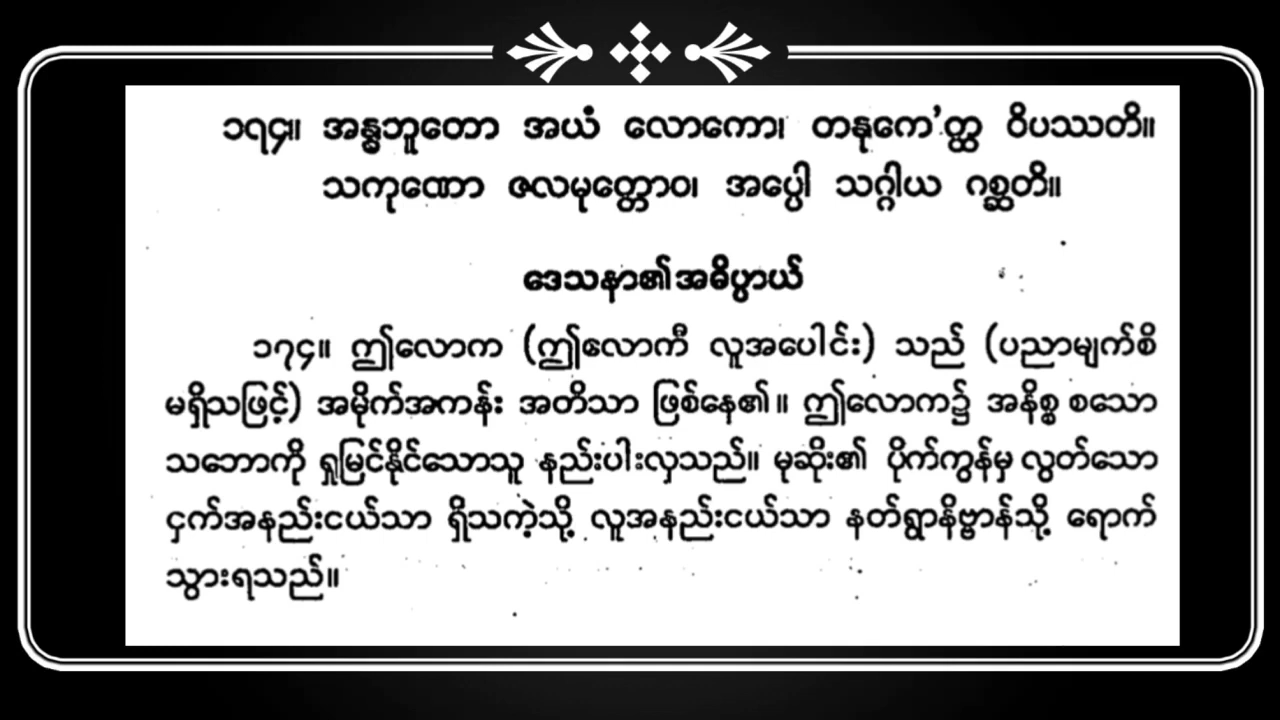 ၁၇၄။ အန္ဓဘူတော အယံ လောကော၊ တနုကေ'တ္ထ ဝိပဿတိ။
သကုဏော ဇလမုတ္တောဝ၊ အပ္ပေါ သဂ္ဂါယ ဂစ္ဆတိ။
ဒေသနာ၏အဓိပ္ပာယ်
၁၇၄။ ဤလောက (ဤလောကီ လူအပေါင်း) သည် (ပညာမျက်စိ
မရှိသဖြင့်) အမိုက်အကန်း အတိသာ ဖြစ်နေ၏။ ဤလောက၌ အနိစ္စ စသော
သဘောကို ရှုမြင်နိုင်သောသူ နည်းပါးလှသည်။ မုဆိုး၏ ပိုက်ကွန်မှ လွတ်သော
ငှက်အနည်းငယ်သာ ရှိသကဲ့သို့ လူအနည်းငယ်သာ နတ်ရွာနိဗ္ဗာန်သို့ ရောက်
သွားရသည်။